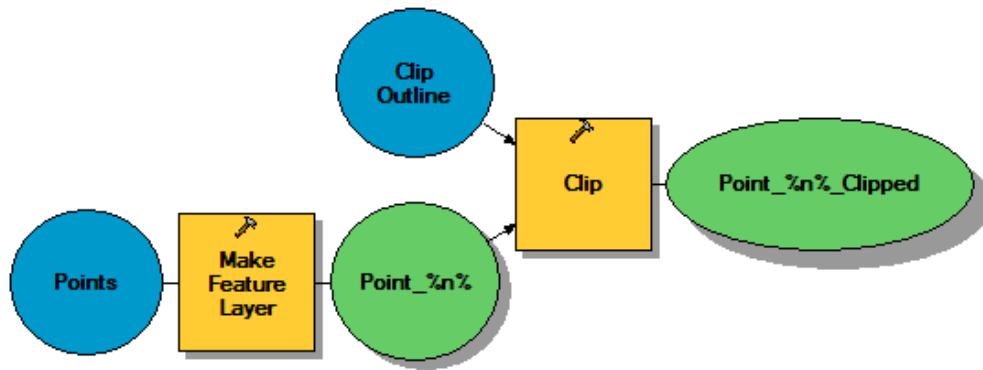 Clip
Outline
Clip
Point_%n%_Clipped
Points
Make
Feature
Layer
Point_%n%